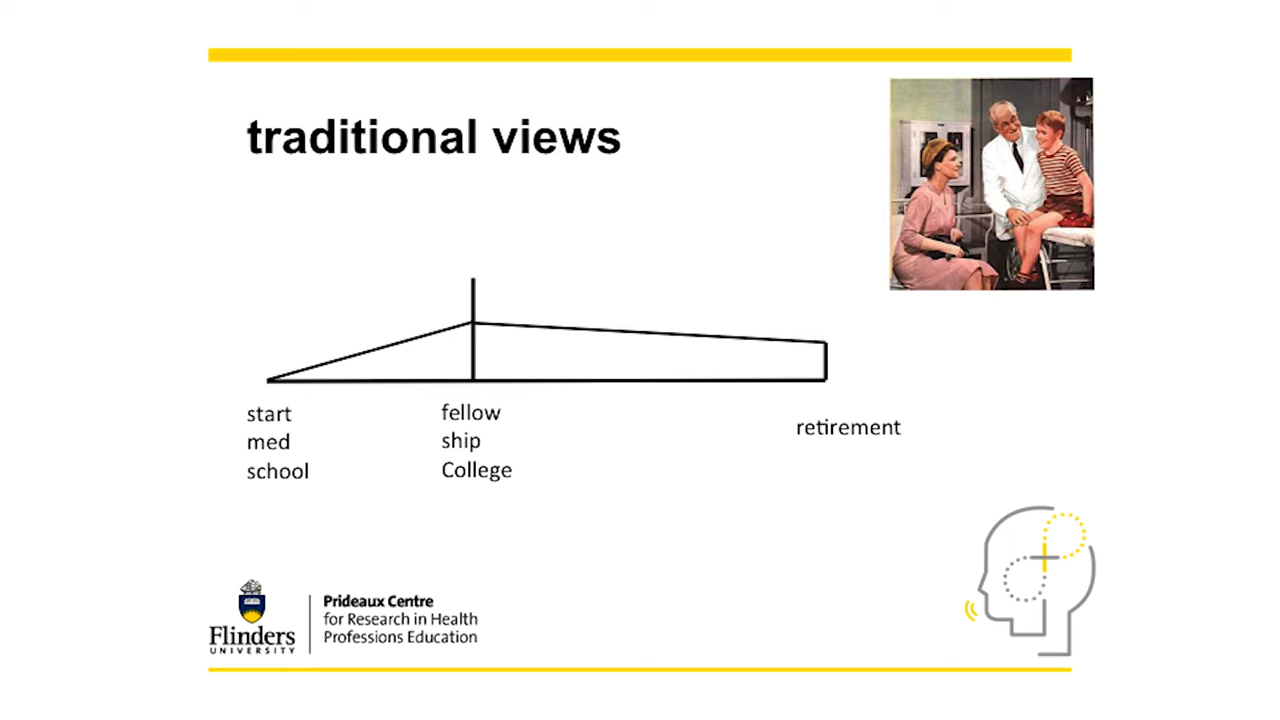 traditional views
start
med
school
fellow
ship
College
retirement
Flinders
UNIVERSITY
Prideaux Centre
for Research in Health
Professions Education